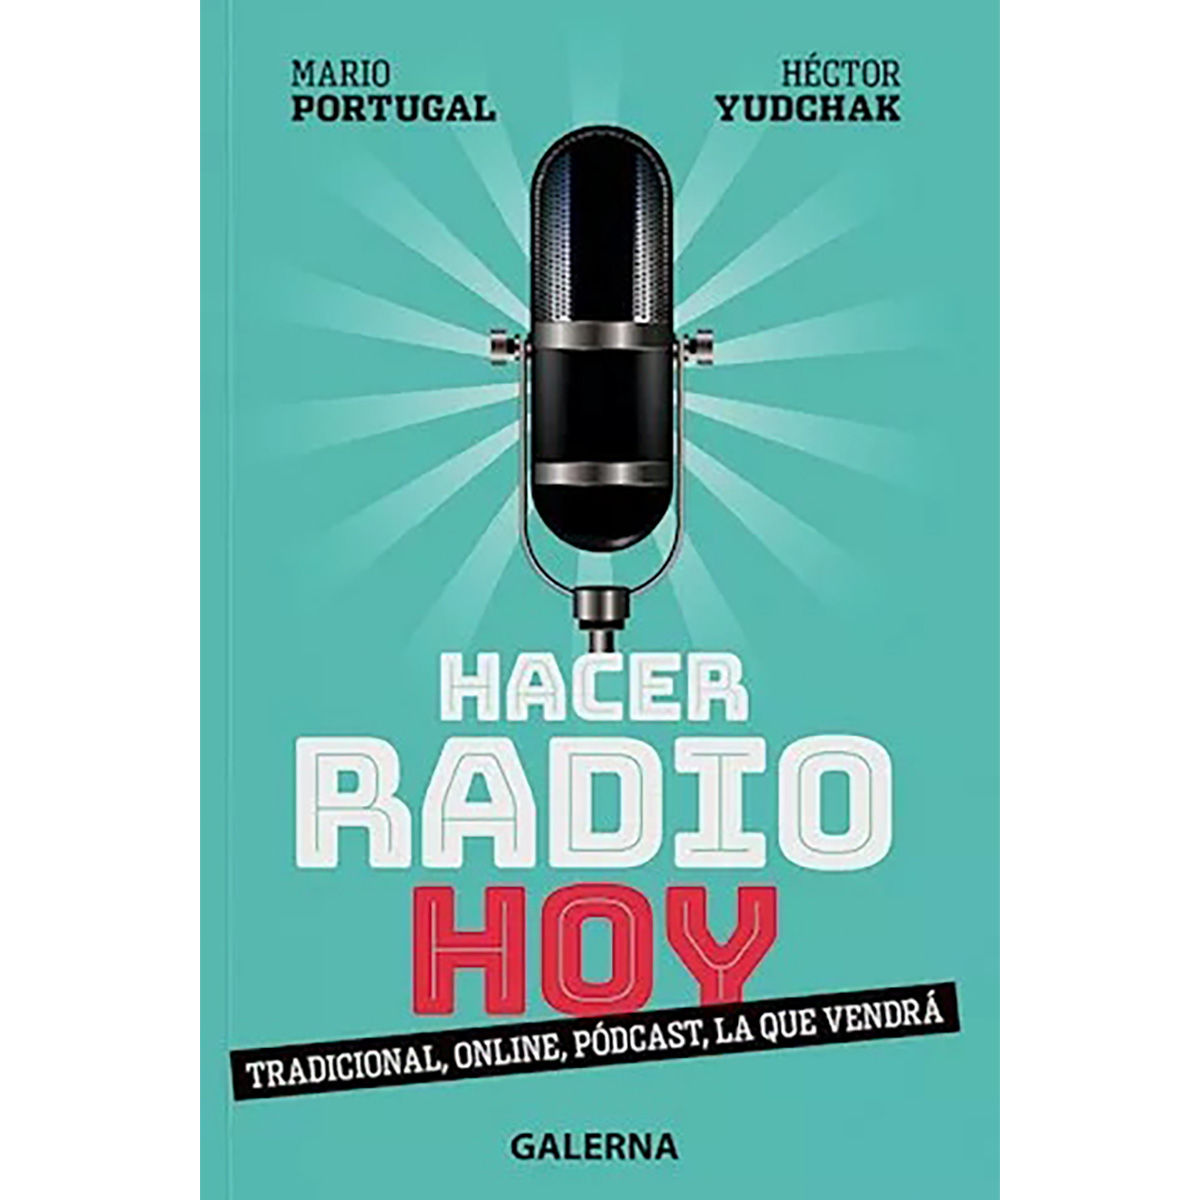 MARIO
PORTUGAL
HÉCTOR
YUDCHAK
HACER
RADIO
HOY
TRADICIONAL, ONLINE, PÓDCAST, LA QUE VENDRÁ
GALERNA